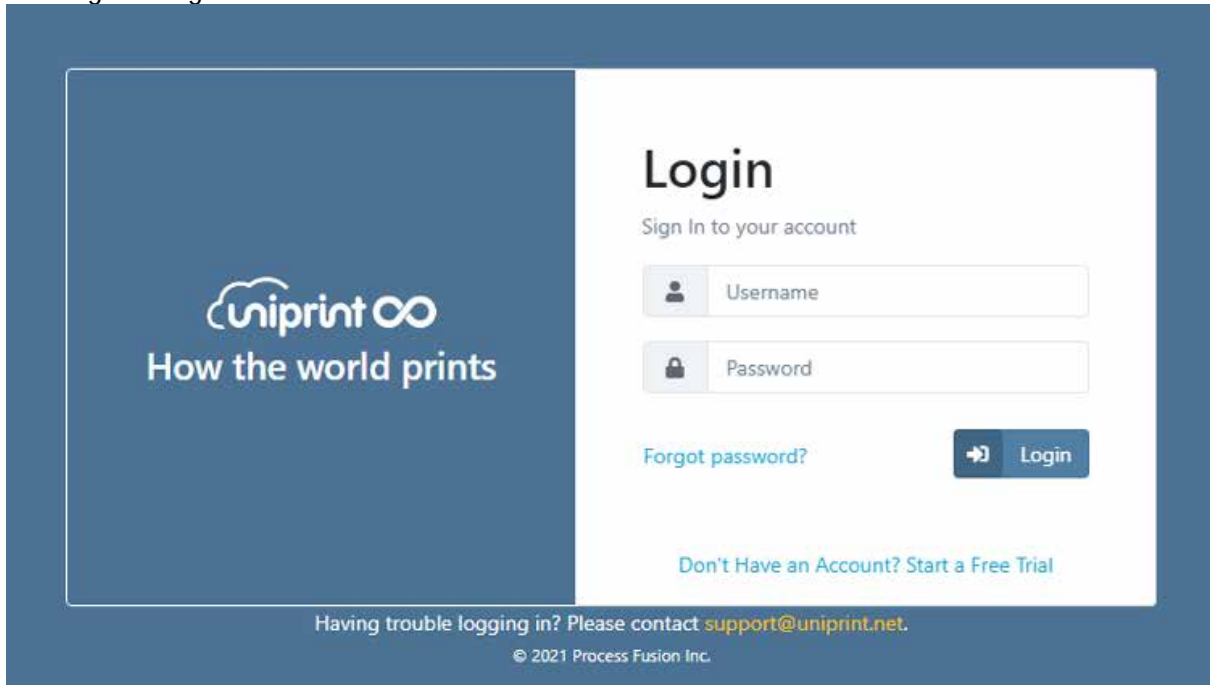 uniprint
How the world prints
Login
Sign In to your account
Username
Password
Forgot password?
Login
Don't Have an Account? Start a Free Trial
Having trouble logging in? Please contact support@uniprint.net.
© 2021 Process Fusion Inc.